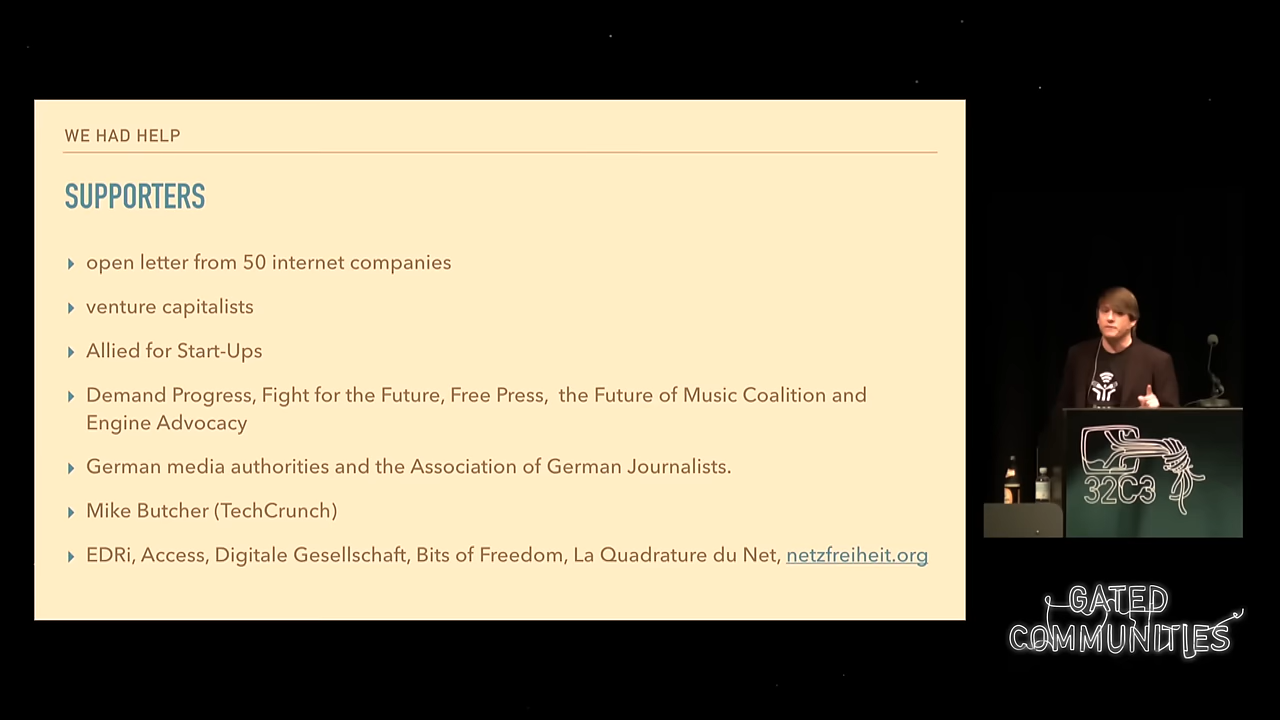 WE HAD HELP
SUPPORTERS
open letter from 50 internet companies
venture capitalists
Allied for Start-Ups
Demand Progress, Fight for the Future, Free Press, the Future of Music Coalition and
Engine Advocacy
German media authorities and the Association of German Journalists.
Mike Butcher (TechCrunch)
EDRi, Access, Digitale Gesellschaft, Bits of Freedom, La Quadrature du Net, netzfreiheit.org
32C3
GATED
COMMUNITIES